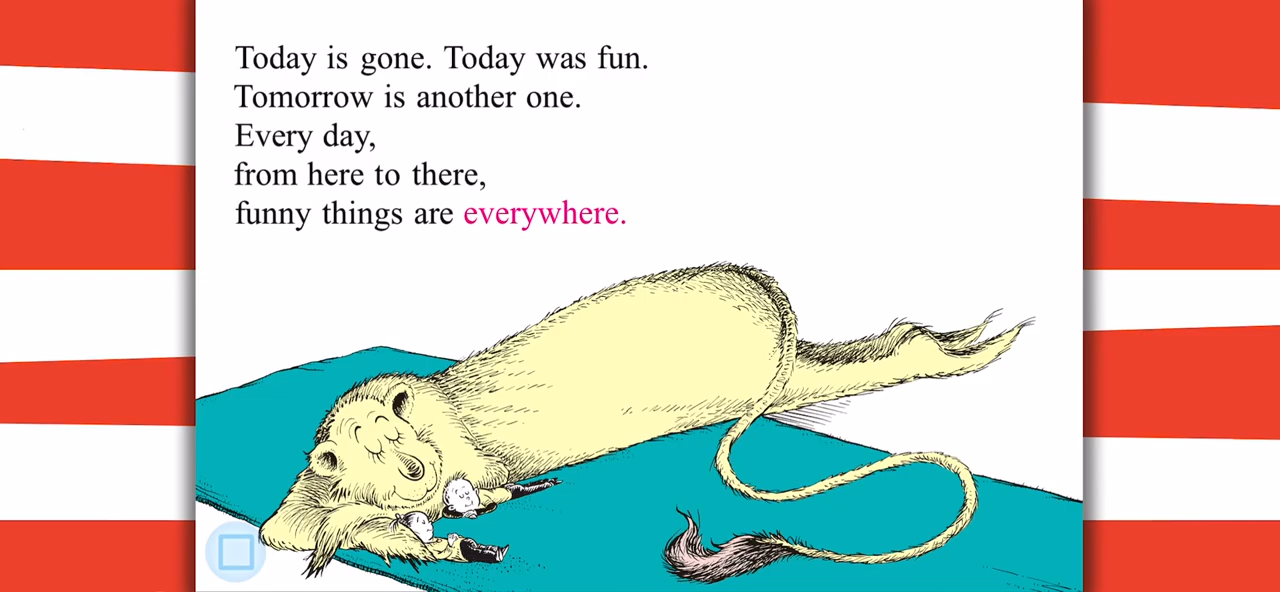 Today is gone. Today was fun.
Tomorrow is another one.
Every day,
from here to there,
funny things are everywhere.